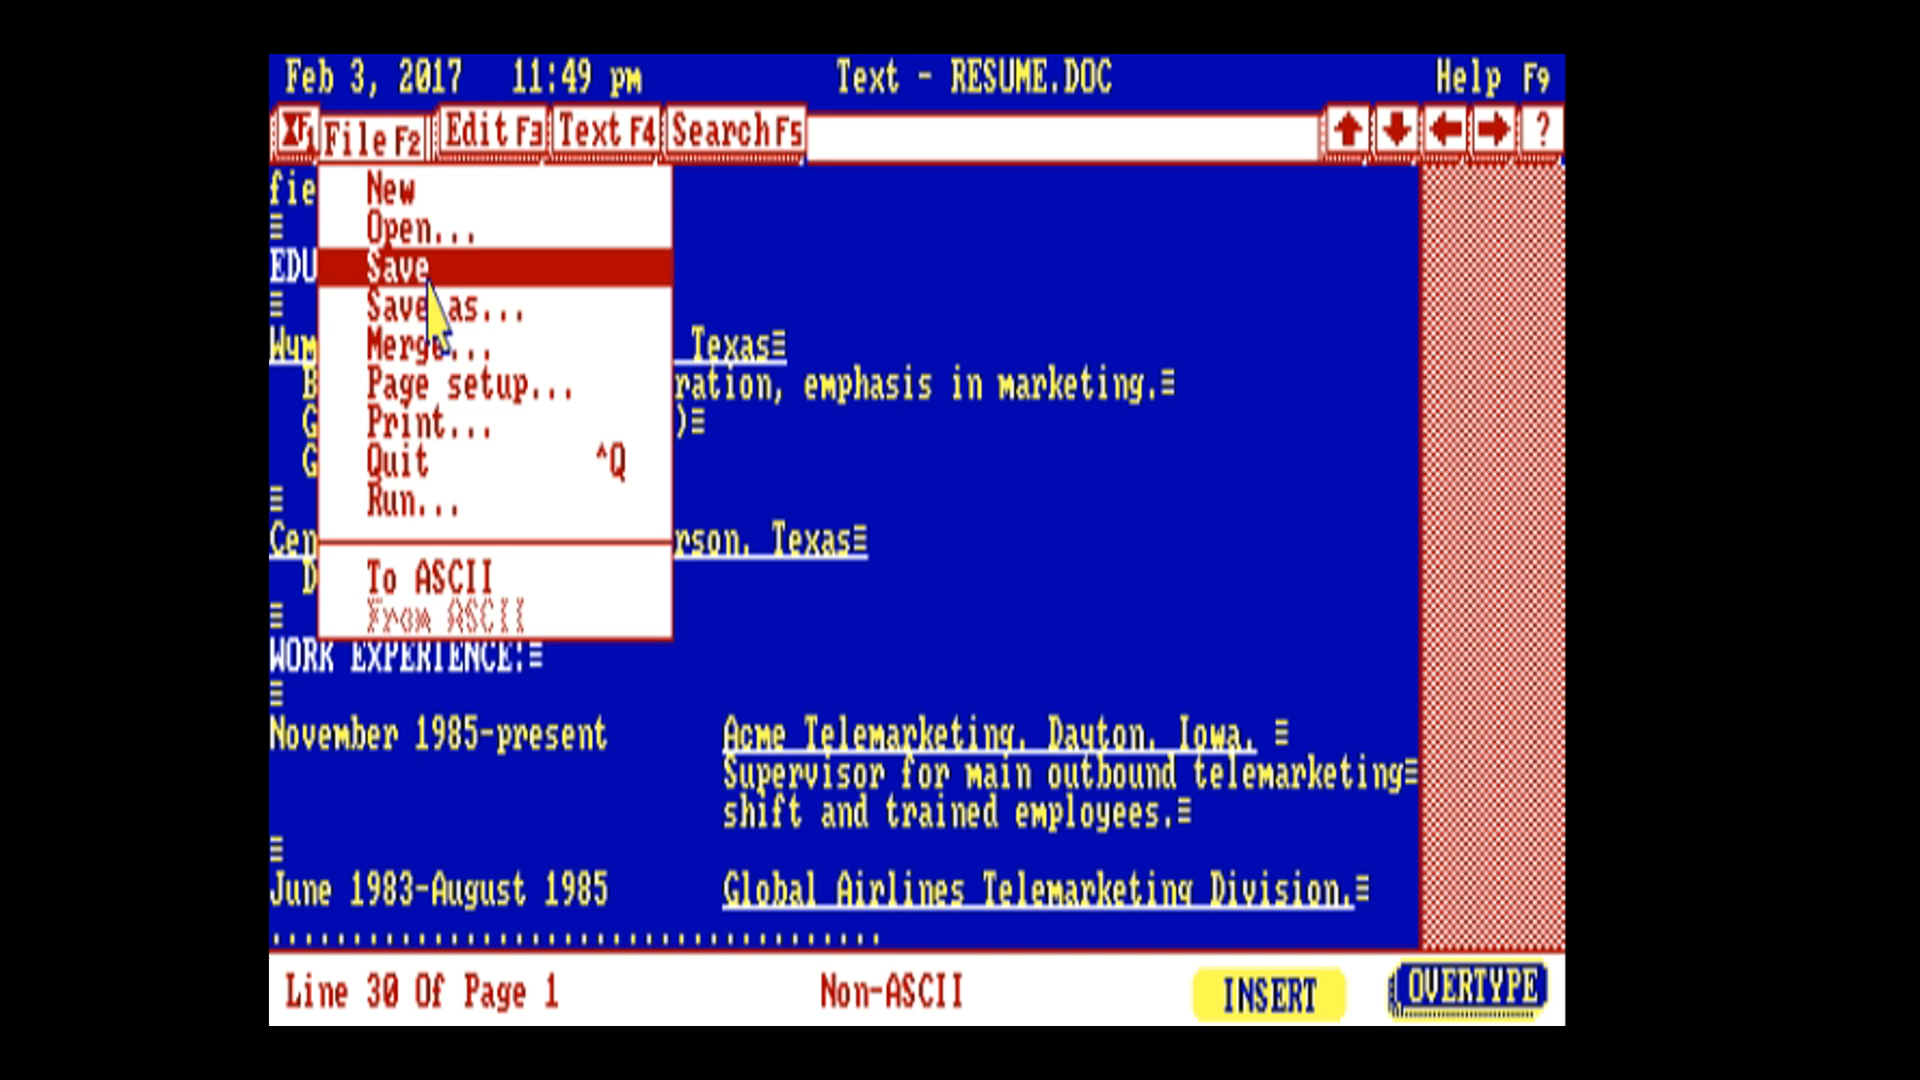 Feb 3, 2017 11:49 pm Text - RESUME.DOC Help F9
File F2 Edit F3 Text F4 Search F5 ?
fie
New
Open...
EDU
Save
Save as...
Merge...
Wym Texas
Page setup...
B ration, emphasis in marketing.
Print...
G )
Quit ^Q
G
Run...
Cen rson, Texas
To ASCII
D
From ASCII
WORK EXPERIENCE:
November 1985-present Acme Telemarketing, Dayton, Iowa.
Supervisor for main outbound telemarketing
shift and trained employees.
June 1983-August 1985 Global Airlines Telemarketing Division.
Line 30 Of Page 1 Non-ASCII INSERT OVERTYPE